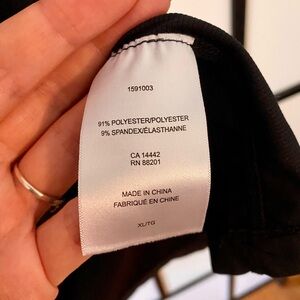 1591003
91% POLYESTER/POLYESTER
9% SPANDEX/ÉLASTHANNE
CA 14442
RN 88201
MADE IN CHINA
FABRIQUÉ EN CHINE
XL/TG